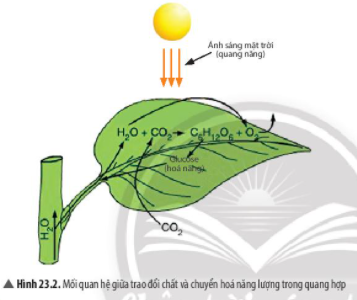 Ánh sáng mặt trời
(quang năng)
H₂O + CO₂ → C₆H₁₂O₆ + O₂
Glucose
(hoá năng)
H₂O
CO₂
▲ Hình 23.2. Mối quan hệ giữa trao đổi chất và chuyển hoá năng lượng trong quang hợp